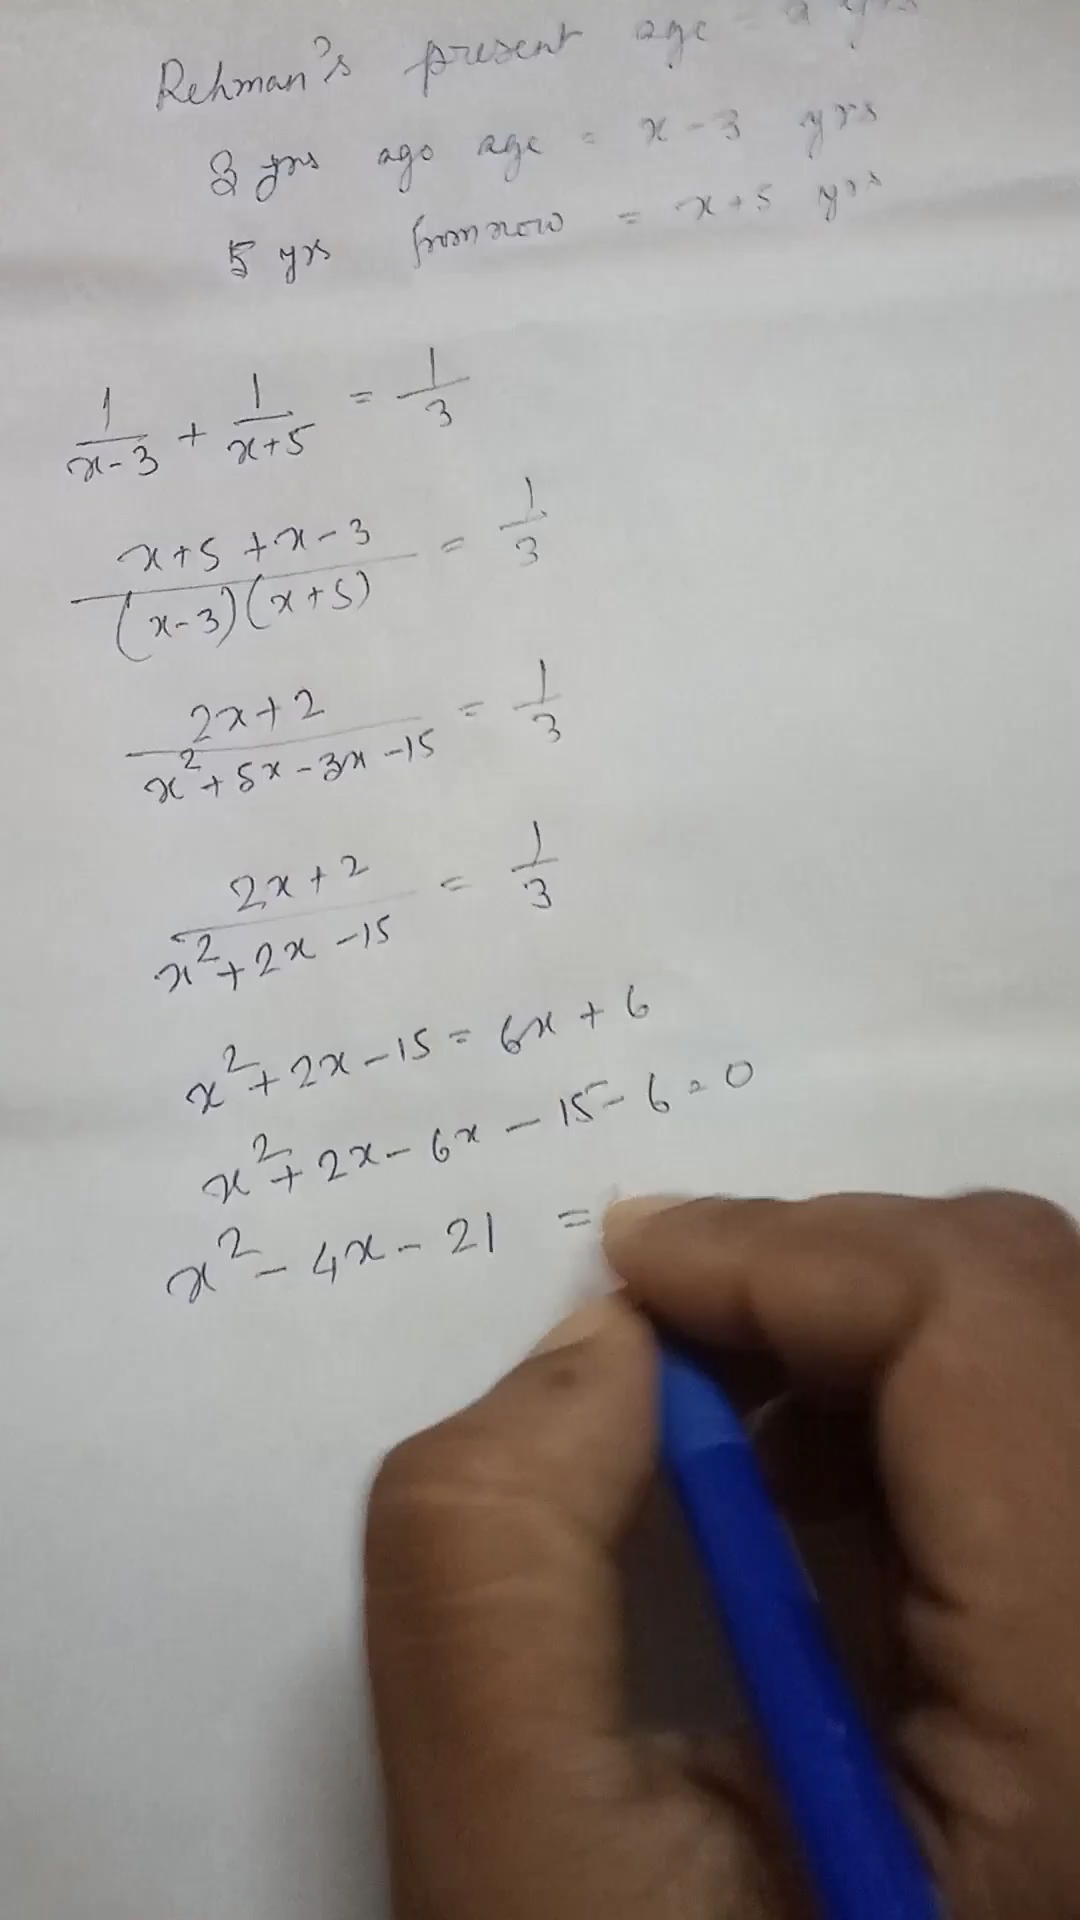 Rehman's present age = x yrs
3 yrs ago age = x-3 yrs
5 yrs from now = x+5 yrs
1/(x-3) + 1/(x+5) = 1/3
(x+5+x-3)/((x-3)(x+5)) = 1/3
(2x+2)/(x²+5x-3x-15) = 1/3
(2x+2)/(x²+2x-15) = 1/3
x²+2x-15 = 6x+6
x²+2x-6x-15-6=0
x²-4x-21 =